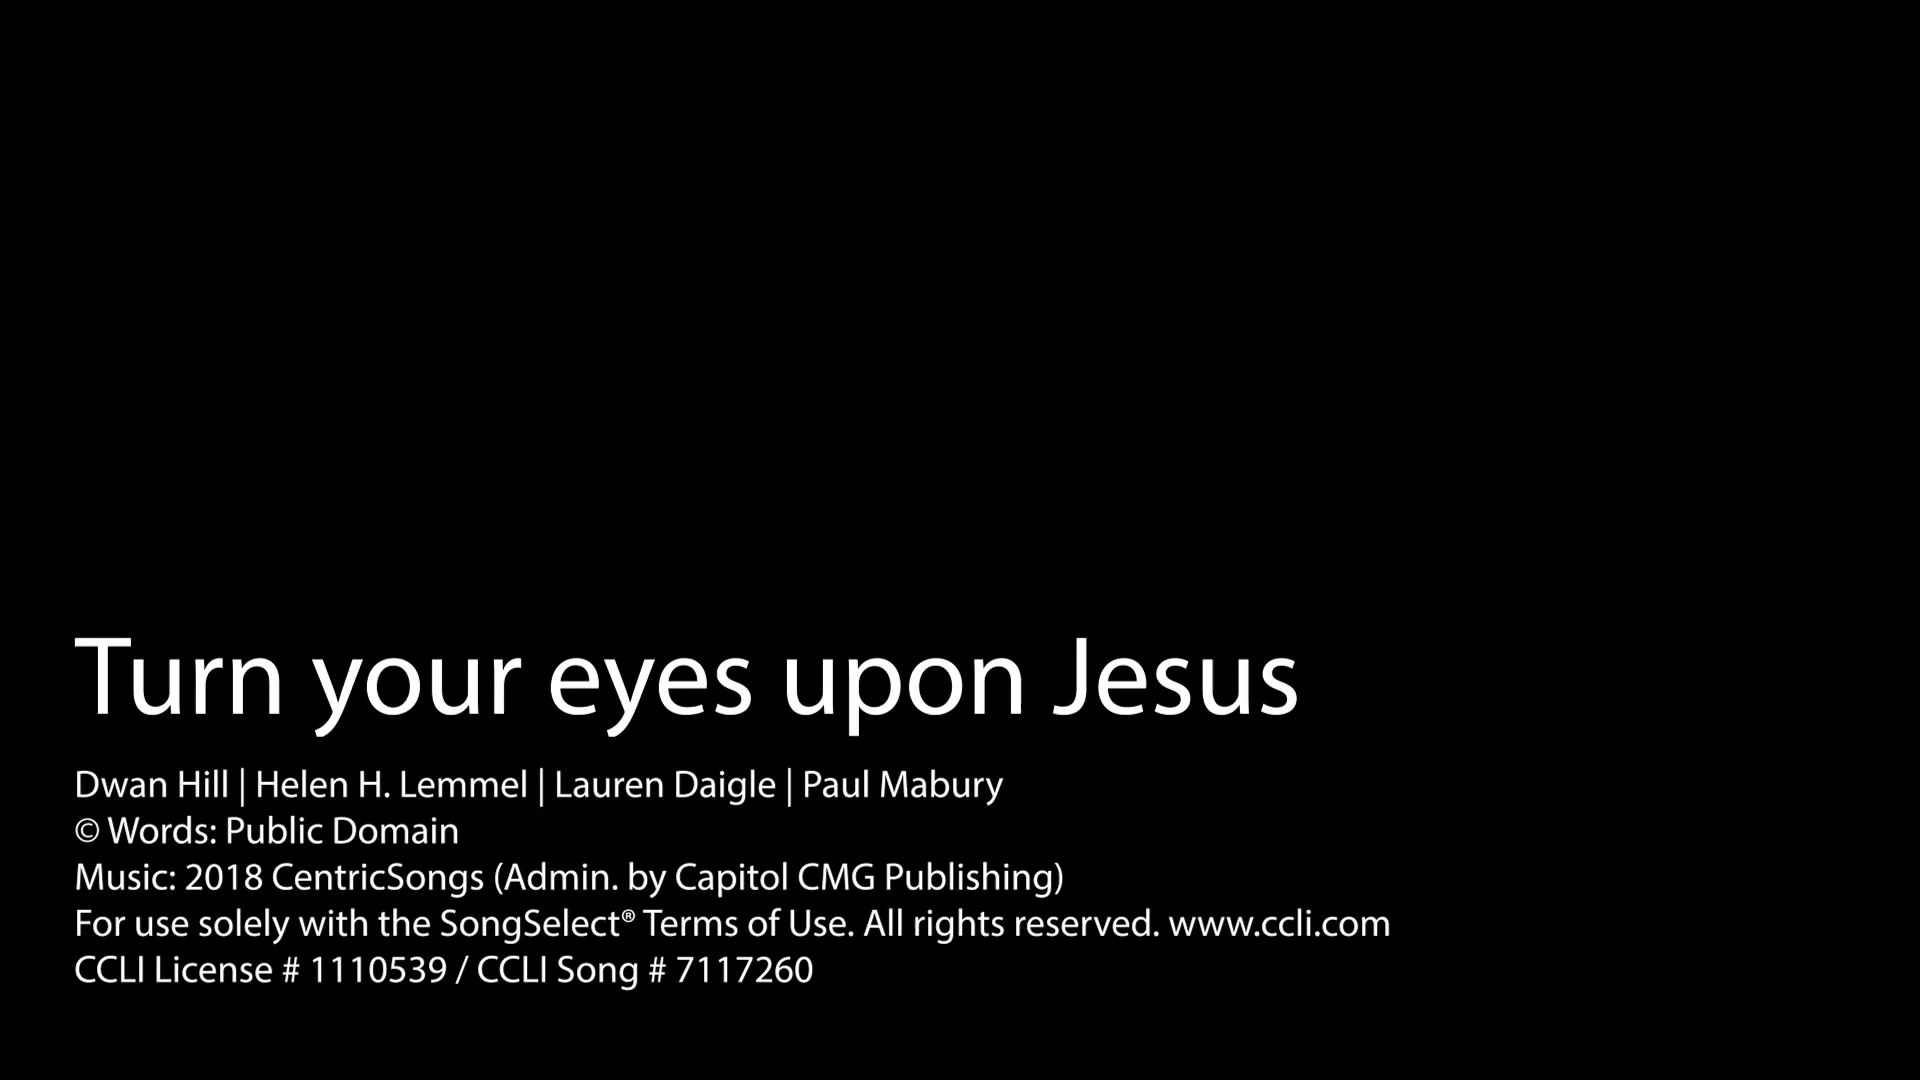 Turn your eyes upon Jesus
Dwan Hill | Helen H. Lemmel | Lauren Daigle | Paul Mabury
© Words: Public Domain
Music: 2018 CentricSongs (Admin. by Capitol CMG Publishing)
For use solely with the SongSelect® Terms of Use. All rights reserved. www.ccli.com
CCLI License # 1110539 / CCLI Song # 7117260